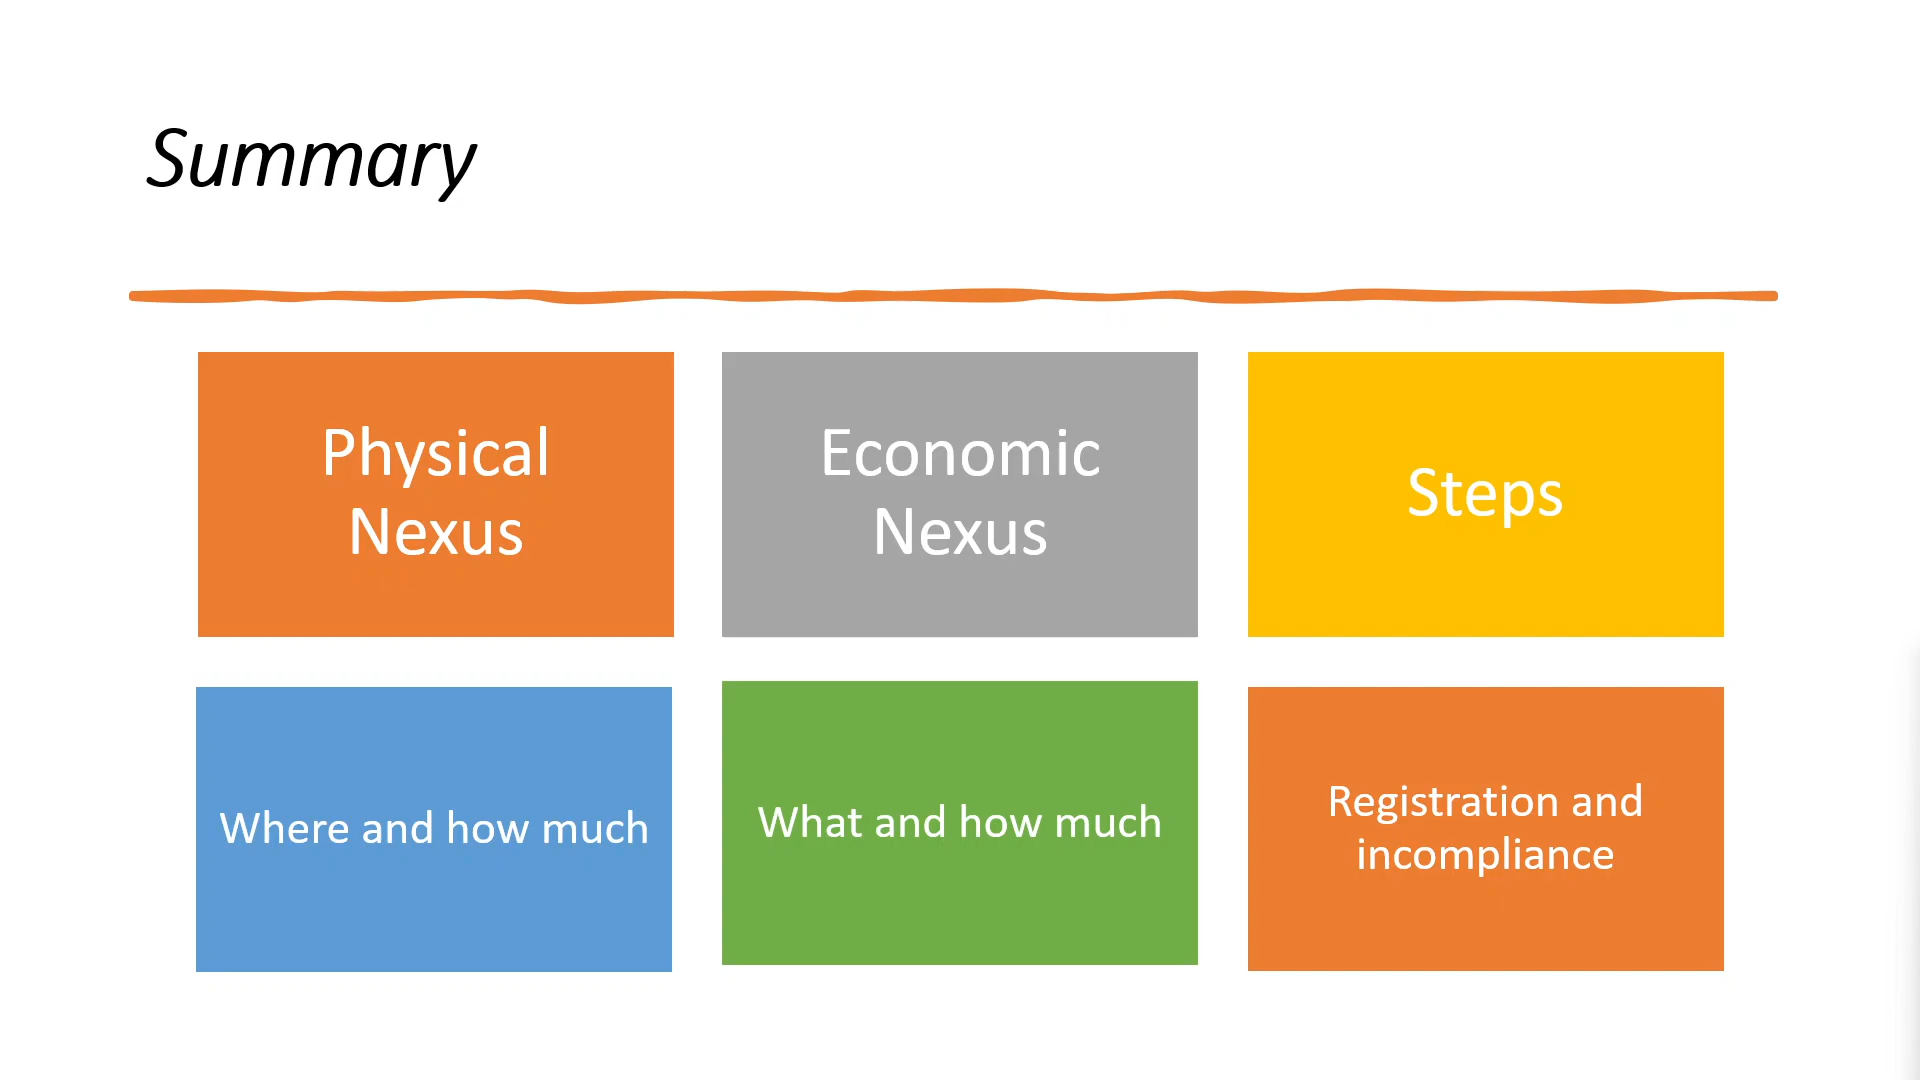 Summary
Physical
Nexus
Economic
Nexus
Steps
Where and how much
What and how much
Registration and
incompliance